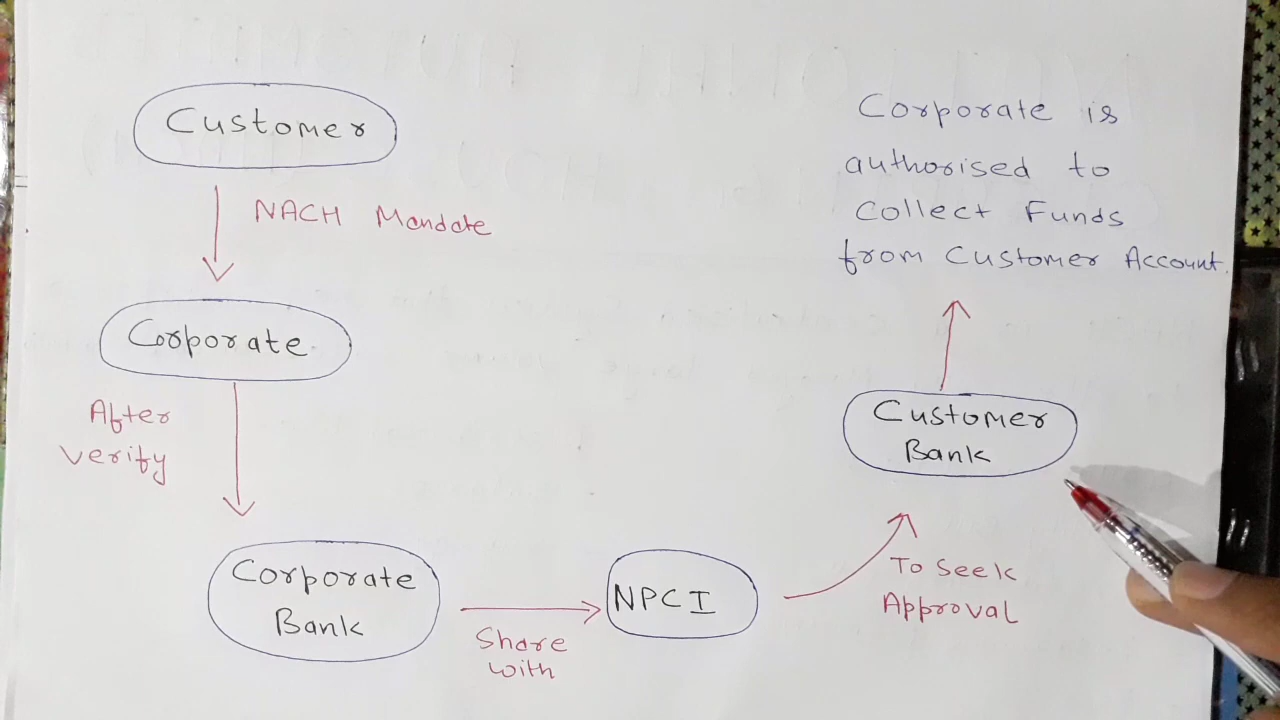 Customer
NACH Mandate
Corporate
After
verify
Corporate
Bank
Share
with
NPCI
To Seek
Approval
Customer
Bank
Corporate is
authorised to
Collect Funds
from Customer Account.